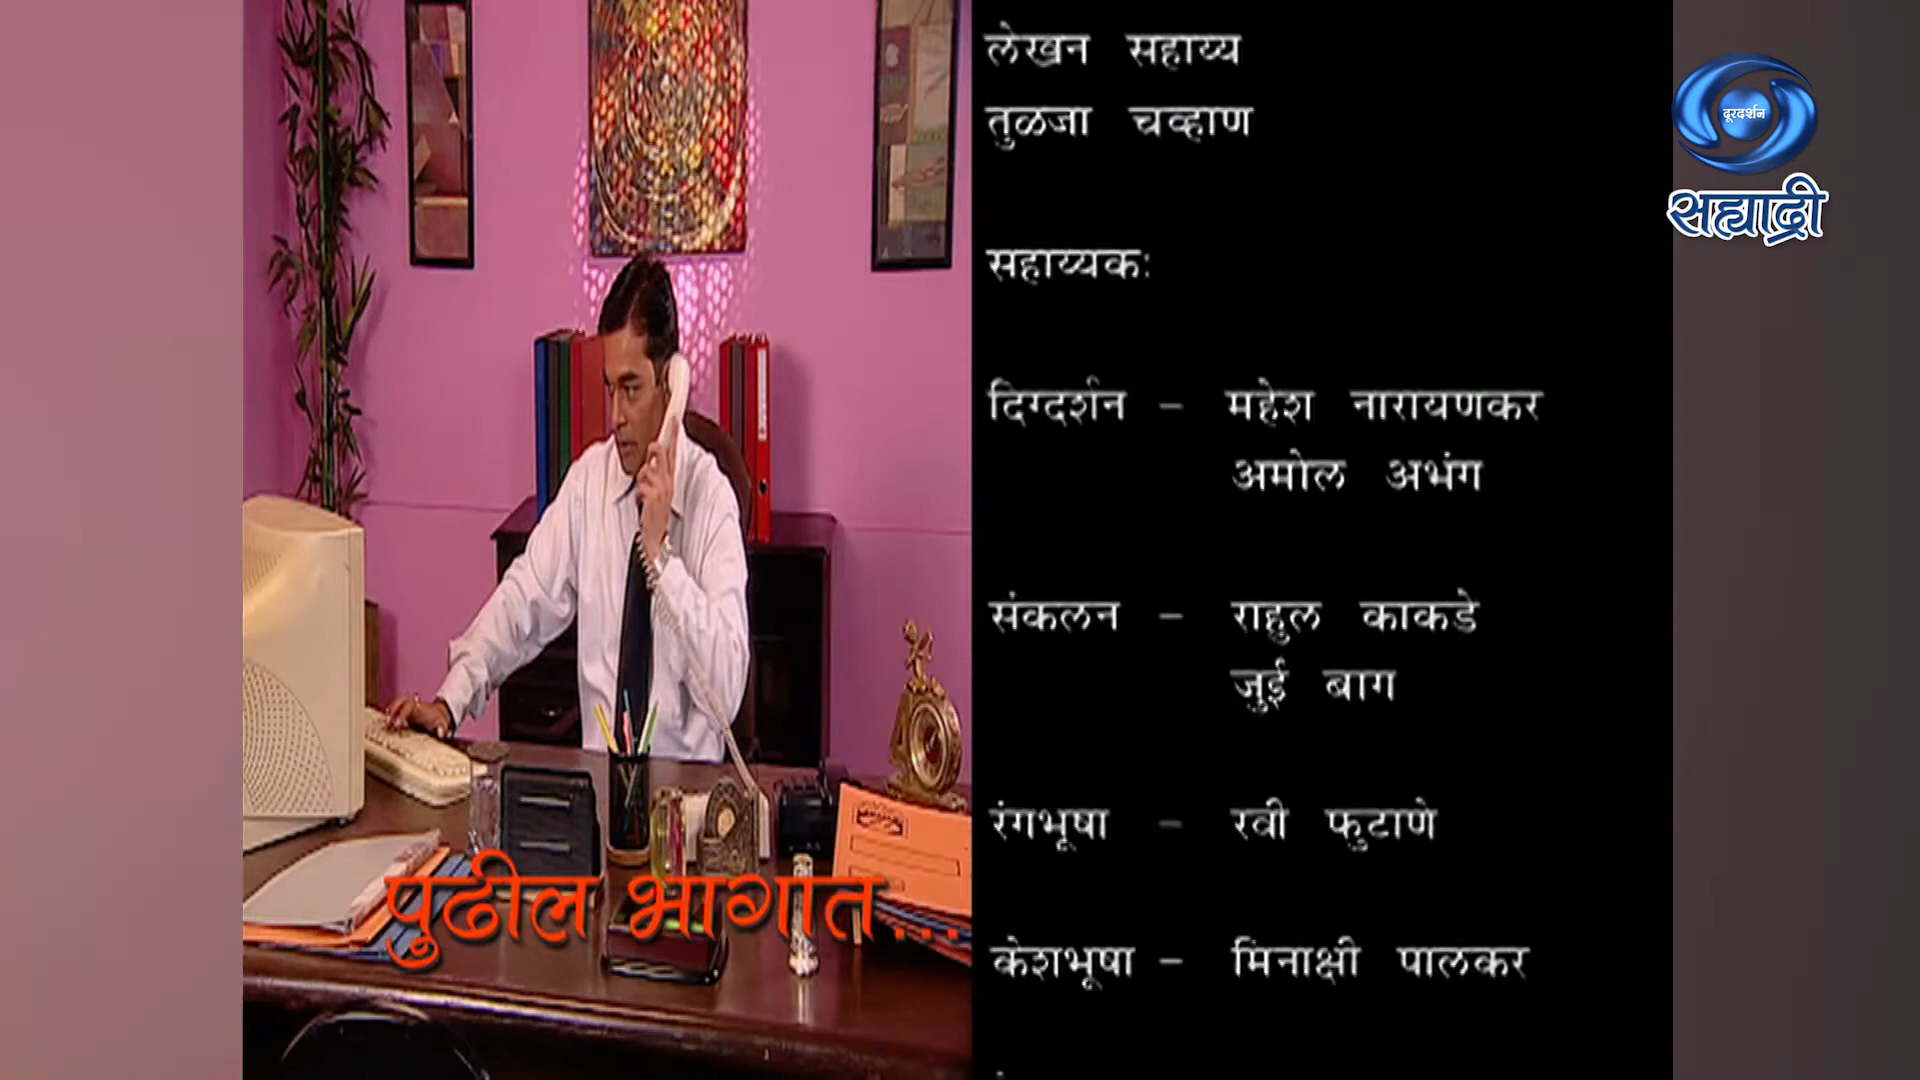 लेखन सहाय्य
तुळजा चव्हाण
सहाय्यकः
दिग्दर्शन – महेश नारायणकर
अमोल अभंग
संकलन – राहुल काकडे
जुई बाग
रंगभूषा – रवी फुटाणे
केशभूषा – मिनाक्षी पालकर
पुढील भागात...
दूरदर्शन
सह्याद्री